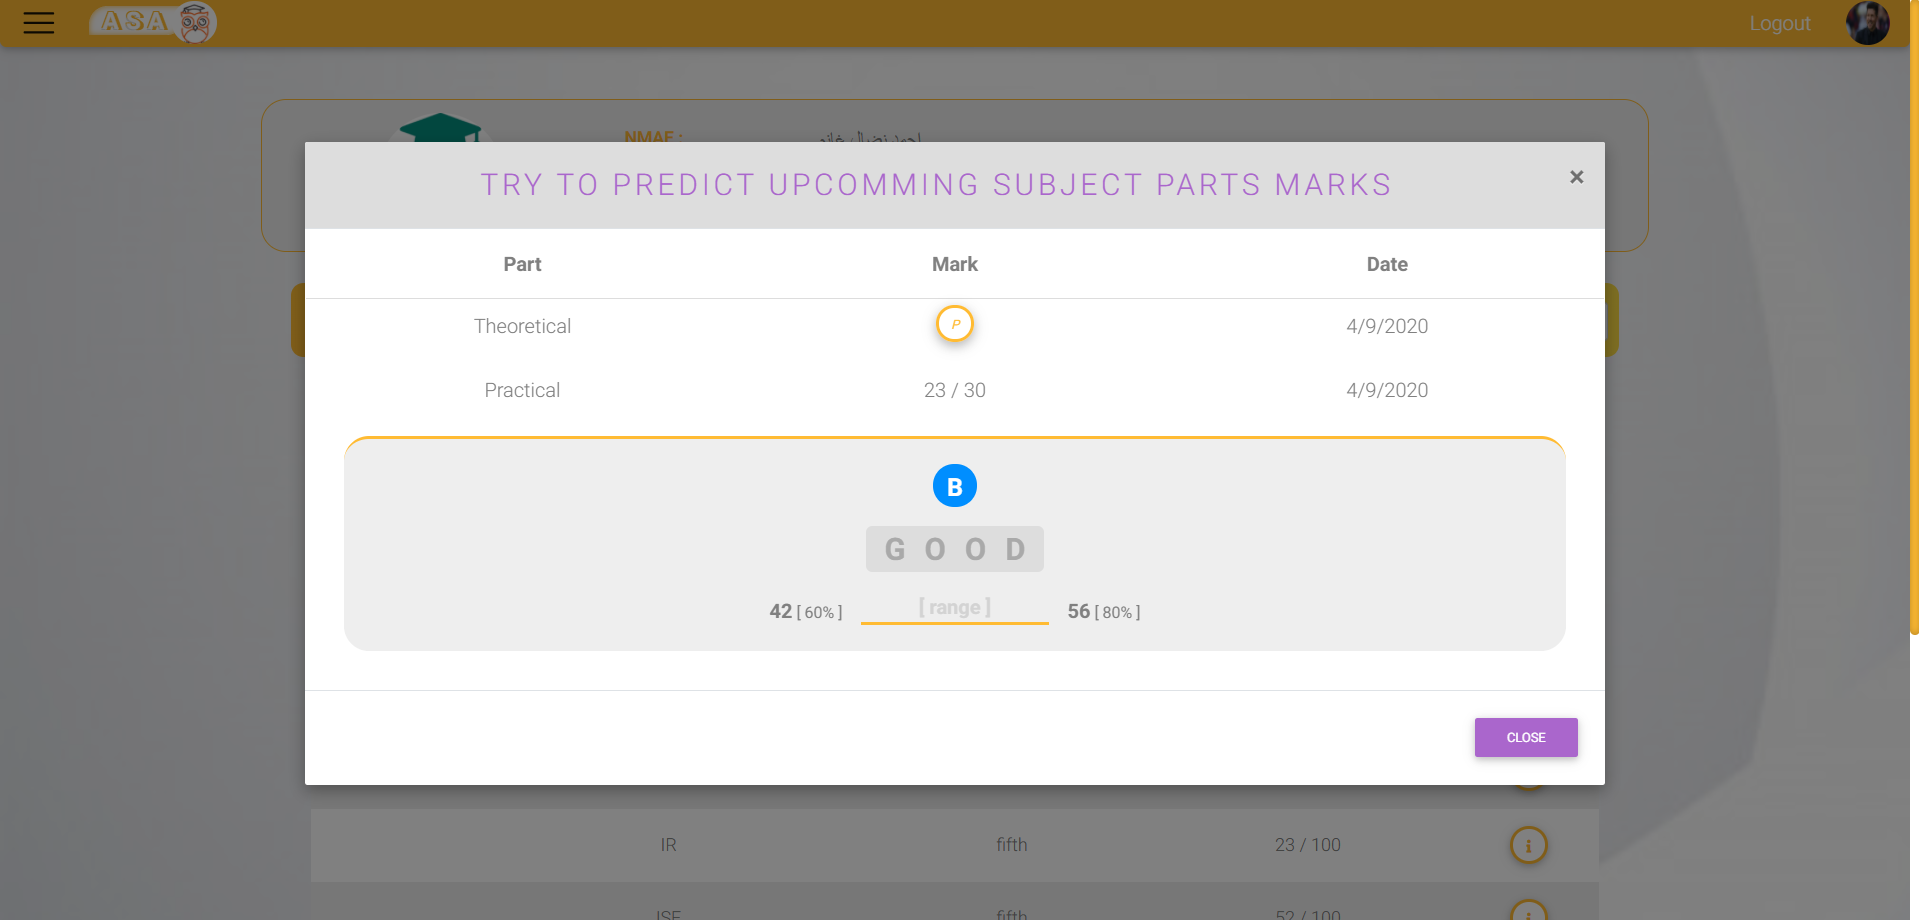 ASA
Logout
NMAE :
TRY TO PREDICT UPCOMMING SUBJECT PARTS MARKS
×
Part Mark Date
Theoretical P 4/9/2020
Practical 23 / 30 4/9/2020
B
GOOD
42 [ 60% ] [ range ] 56 [ 80% ]
CLOSE
IR fifth 23 / 100 i
ISE fifth 52 / 100 i